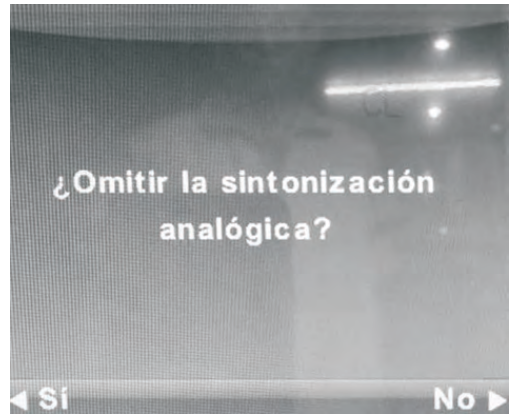 ¿Omitir la sintonización
analógica?
◀ Sí
No ▶